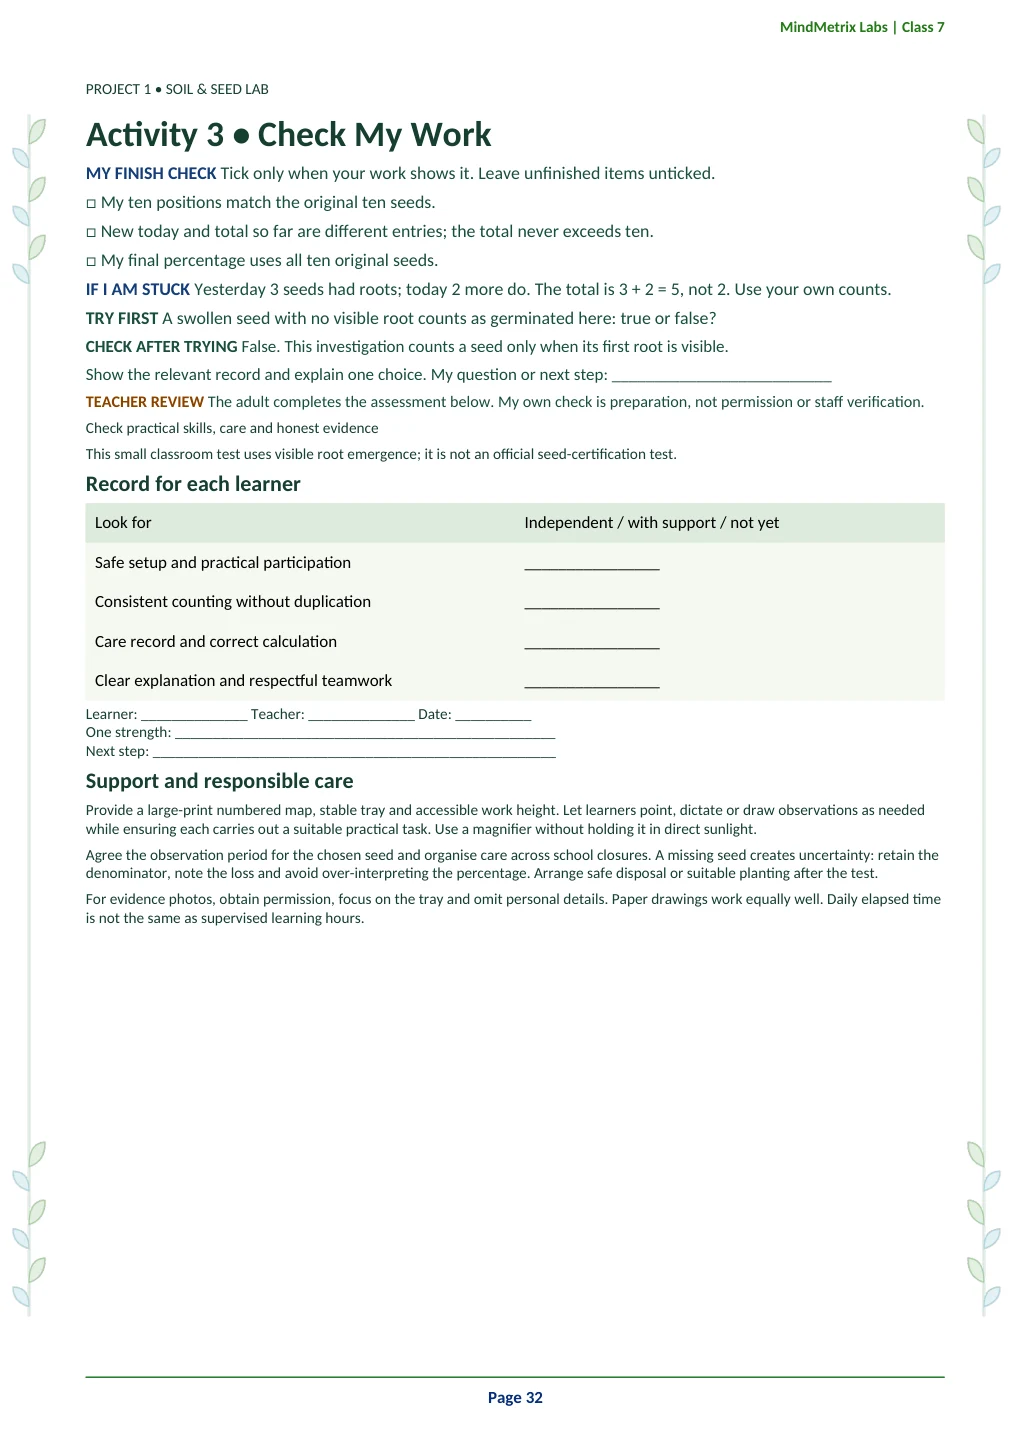 MindMetrix Labs | Class 7
PROJECT 1 • SOIL & SEED LAB
Activity 3 • Check My Work
MY FINISH CHECK Tick only when your work shows it. Leave unfinished items unticked.
□ My ten positions match the original ten seeds.
□ New today and total so far are different entries; the total never exceeds ten.
□ My final percentage uses all ten original seeds.
IF I AM STUCK Yesterday 3 seeds had roots; today 2 more do. The total is 3 + 2 = 5, not 2. Use your own counts.
TRY FIRST A swollen seed with no visible root counts as germinated here: true or false?
CHECK AFTER TRYING False. This investigation counts a seed only when its first root is visible.
Show the relevant record and explain one choice. My question or next step: __________________________
TEACHER REVIEW The adult completes the assessment below. My own check is preparation, not permission or staff verification.
Check practical skills, care and honest evidence
This small classroom test uses visible root emergence; it is not an official seed-certification test.
Record for each learner
Look for Independent / with support / not yet
Safe setup and practical participation ________________
Consistent counting without duplication ________________
Care record and correct calculation ________________
Clear explanation and respectful teamwork ________________
Learner: ______________ Teacher: ______________ Date: __________
One strength: __________________________________________________
Next step: _____________________________________________________
Support and responsible care
Provide a large-print numbered map, stable tray and accessible work height. Let learners point, dictate or draw observations as needed
while ensuring each carries out a suitable practical task. Use a magnifier without holding it in direct sunlight.
Agree the observation period for the chosen seed and organise care across school closures. A missing seed creates uncertainty: retain the
denominator, note the loss and avoid over-interpreting the percentage. Arrange safe disposal or suitable planting after the test.
For evidence photos, obtain permission, focus on the tray and omit personal details. Paper drawings work equally well. Daily elapsed time
is not the same as supervised learning hours.
Page 32